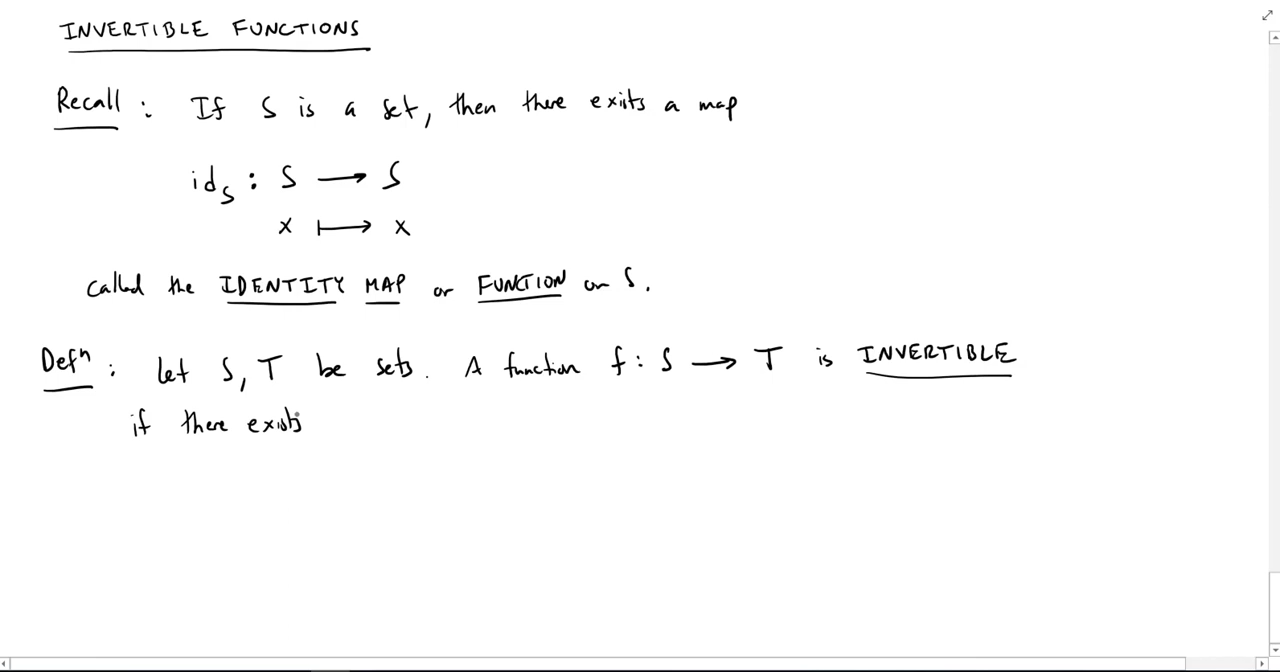 INVERTIBLE FUNCTIONS
Recall : If S is a set, then there exists a map
id_S : S ⟶ S
x ⟼ x
called the IDENTITY MAP or FUNCTION on S.
Defⁿ : Let S, T be sets. A function f : S ⟶ T is INVERTIBLE
if there exists